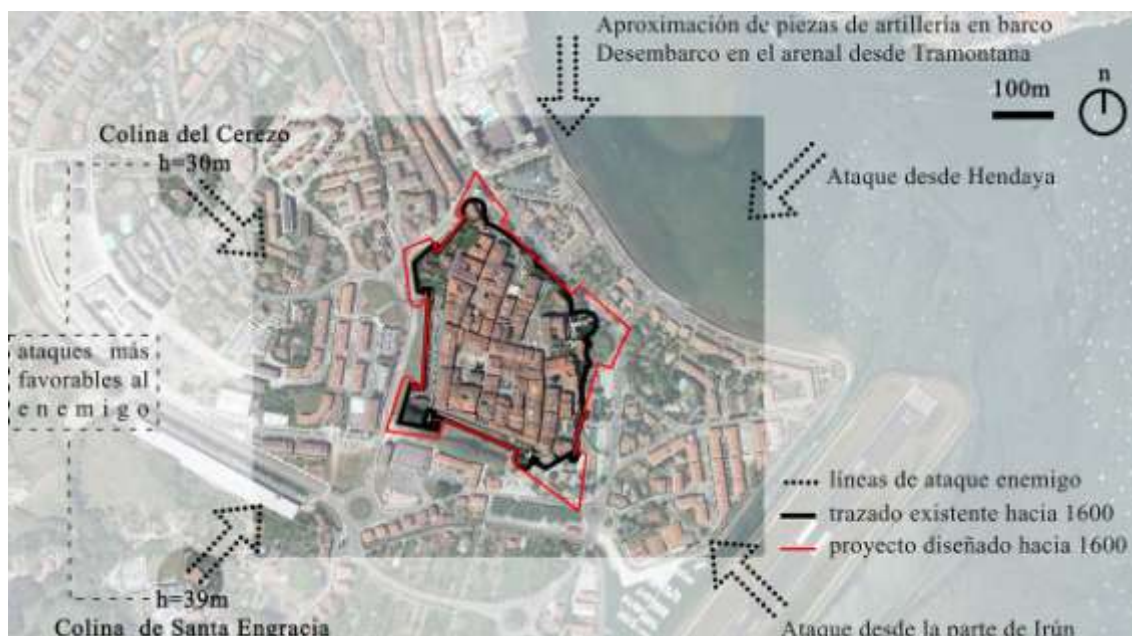 Aproximación de piezas de artillería en barco
Desembarco en el arenal desde Tramontana
n
100m
Colina del Cerezo
h=30m
Ataque desde Hendaya
ataques más
favorables al
enemigo
líneas de ataque enemigo
trazado existente hacia 1600
proyecto diseñado hacia 1600
h=39m
Colina de Santa Engracia
Ataque desde la parte de Irún